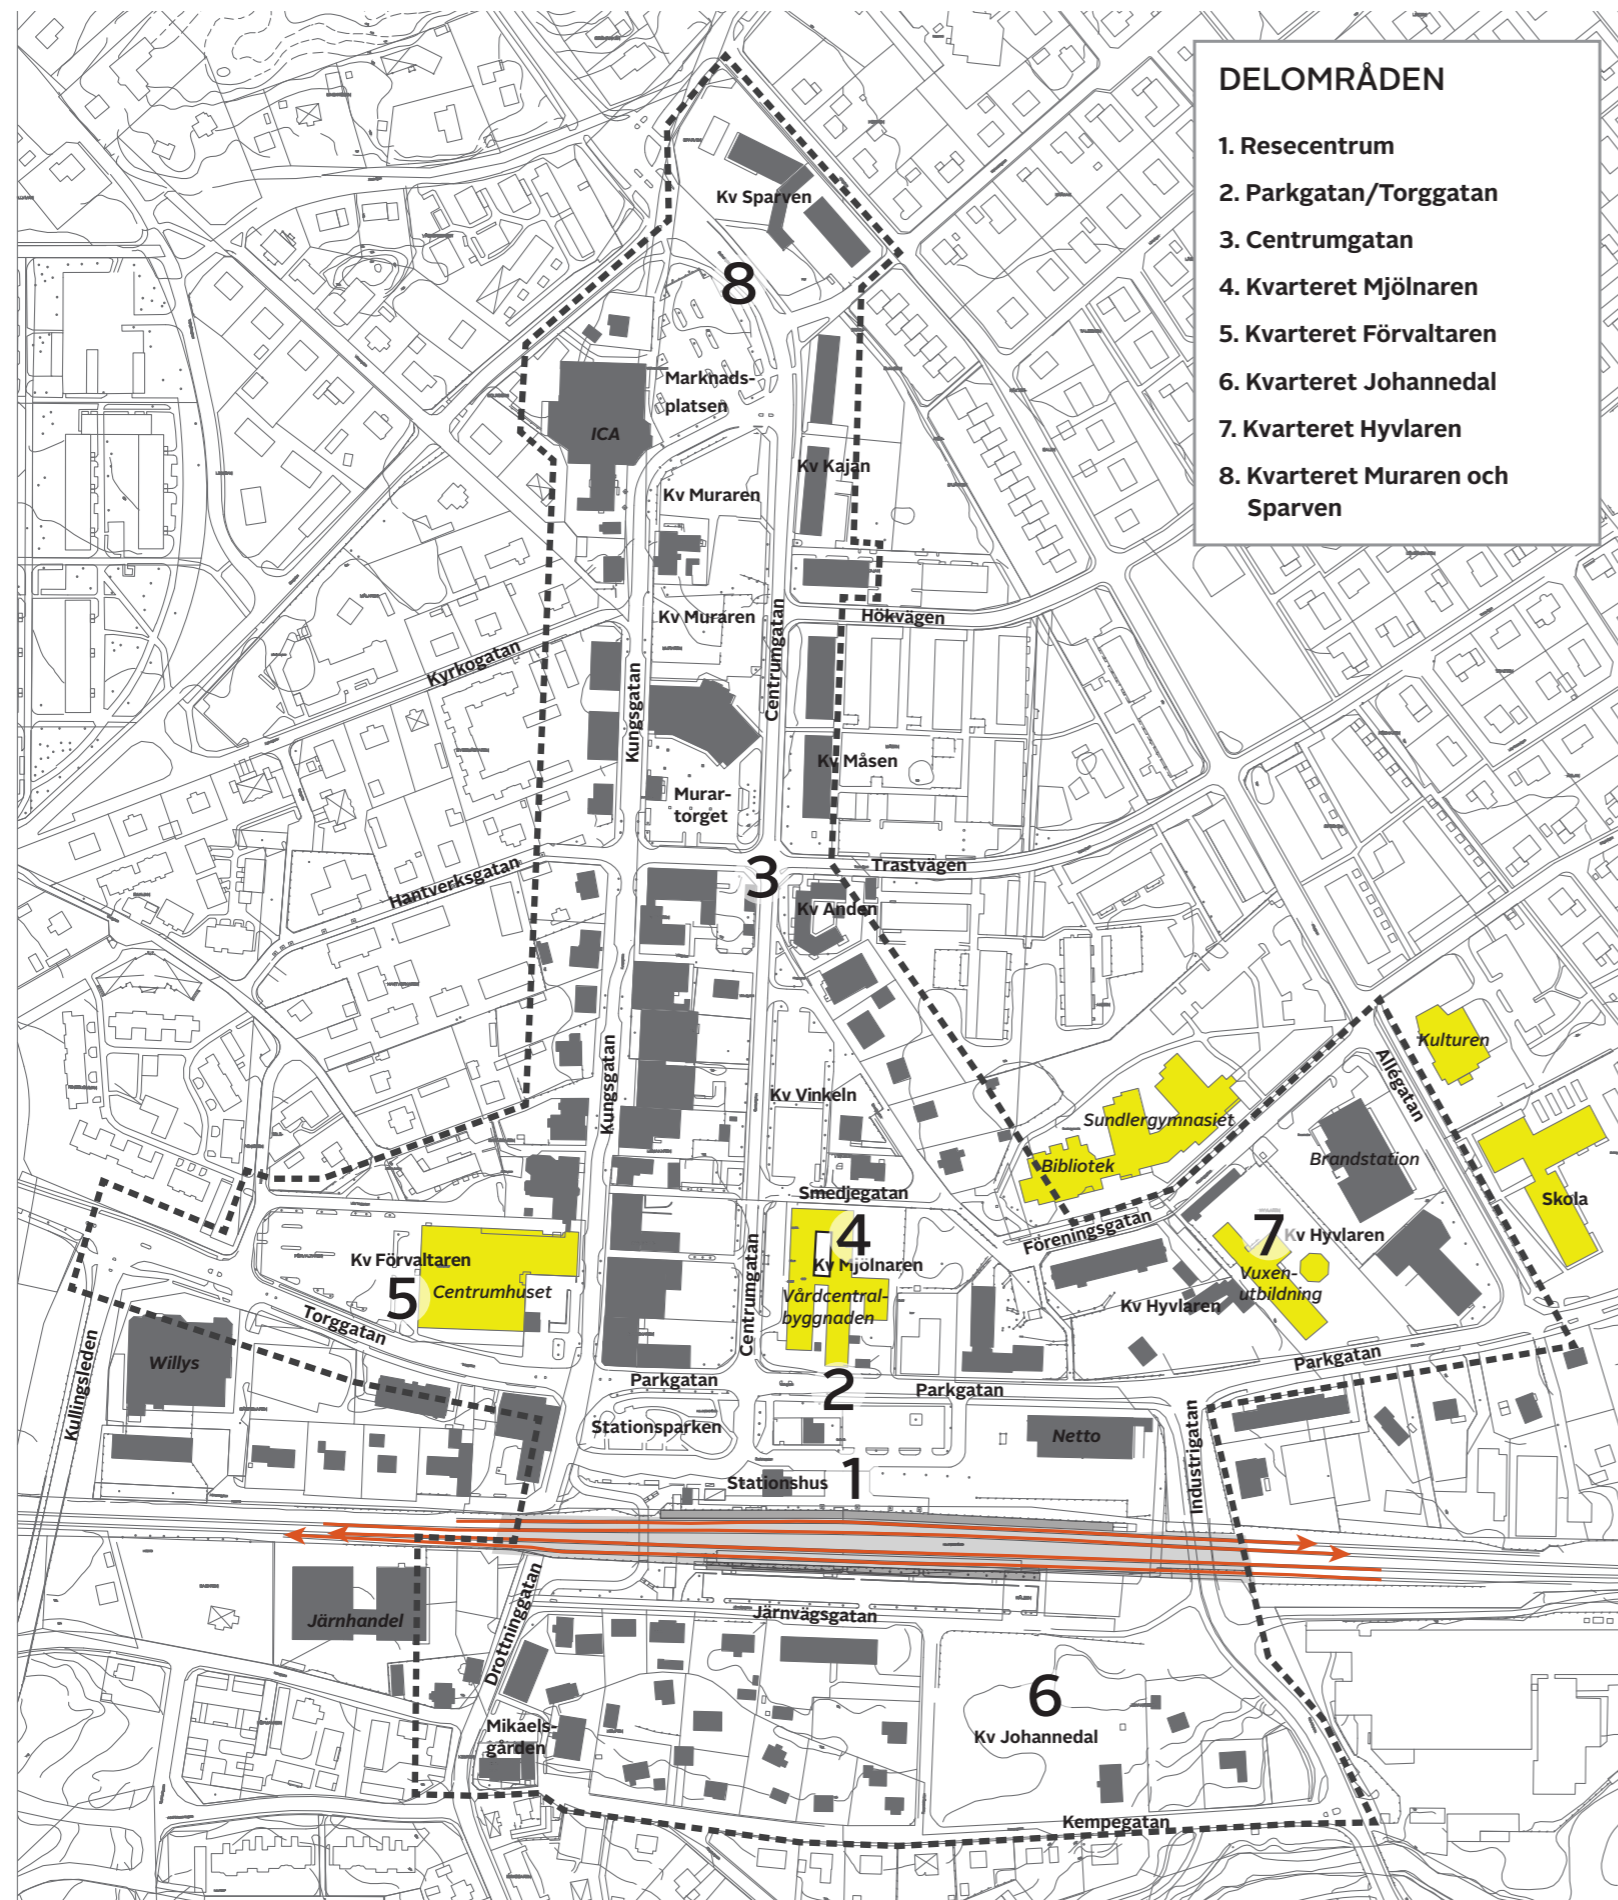 DELOMRÅDEN
1. Resecentrum
2. Parkgatan/Torggatan
3. Centrumgatan
4. Kvarteret Mjölnaren
5. Kvarteret Förvaltaren
6. Kvarteret Johannedal
7. Kvarteret Hyvlaren
8. Kvarteret Muraren och
Sparven
Kv Sparven
8
Marknads-
platsen
ICA
Kv Kajan
Kv Muraren
Kv Muraren
Hökvägen
Kyrkogatan
Kungsgatan
Centrumgatan
Kv Måsen
Murar-
torget
Hantverksgatan
3
Trastvägen
Kv Anden
Kungsgatan
Kv Vinkeln
Kulturen
Allégatan
Sundlergymnasiet
Bibliotek
Brandstation
Smedjegatan
Skola
Föreningsgatan
4
7
Kv Hyvlaren
Kv Förvaltaren
Kv Mjölnaren
Centrumhuset
5
Vårdcentral-
byggnaden
Vuxen-
utbildning
Kv Hyvlaren
Torggatan
Centrumgatan
Willys
Kullingsleden
Parkgatan
Parkgatan
2
Parkgatan
Stationsparken
Netto
Industrigatan
Stationshus
1
Järnhandel
Drottninggatan
Järnvägsgatan
6
Mikaels-
gården
Kv Johannedal
Kempegatan